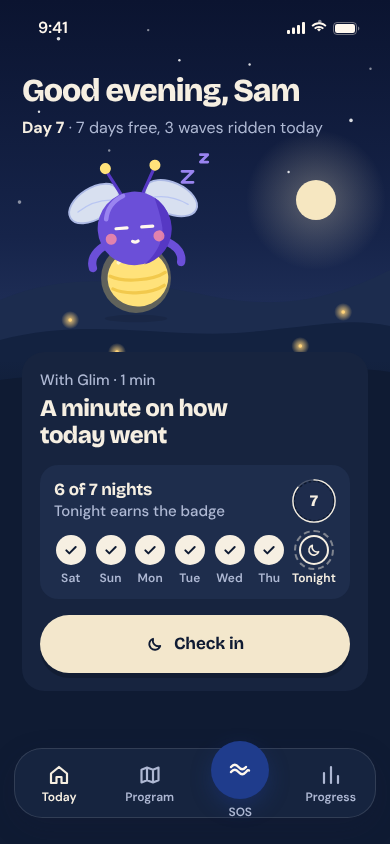 9:41
Good evening, Sam
Day 7 · 7 days free, 3 waves ridden today
z z
With Glim · 1 min
A minute on how
today went
6 of 7 nights
Tonight earns the badge
7
Sat Sun Mon Tue Wed Thu Tonight
Check in
Today Program SOS Progress